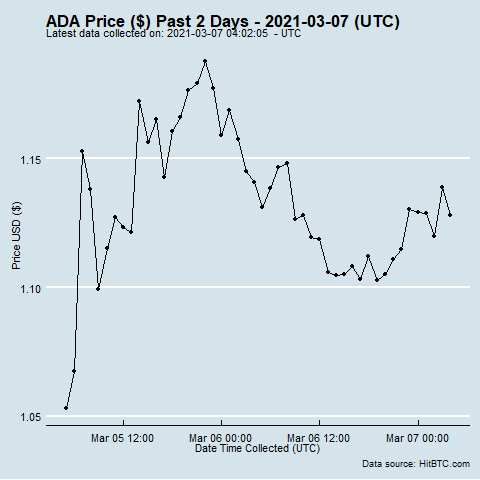 ADA Price ($) Past 2 Days - 2021-03-07 (UTC)
Latest data collected on: 2021-03-07 04:02:05 - UTC
1.15
1.10
1.05
Price USD ($)
Mar 05 12:00 Mar 06 00:00 Mar 06 12:00 Mar 07 00:00
Date Time Collected (UTC)
Data source: HitBTC.com